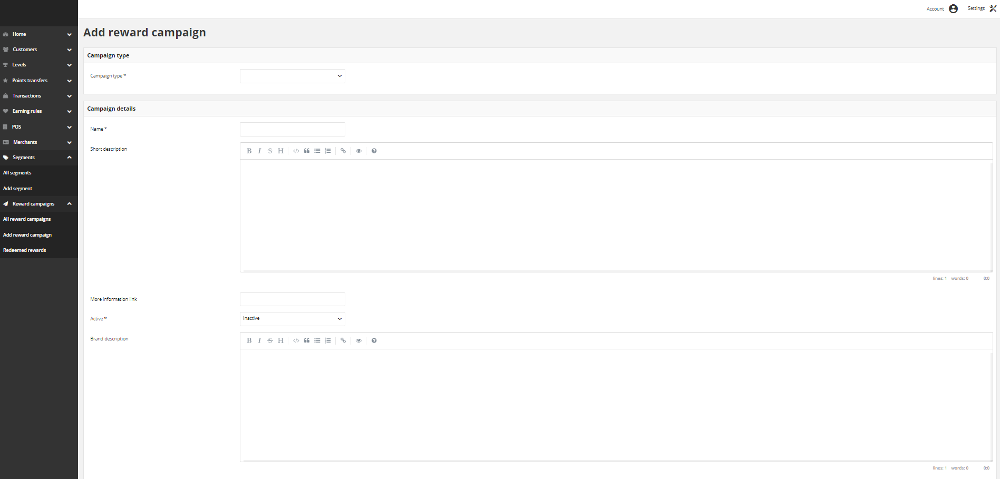 Account
Settings
Home
Customers
Levels
Points transfers
Transactions
Earning rules
POS
Merchants
Segments
All segments
Add segment
Reward campaigns
All reward campaigns
Add reward campaign
Redeemed rewards
Add reward campaign
Campaign type
Campaign type *
Campaign details
Name *
Short description
B I S H
lines: 1 words: 0 0:0
More information link
Active *
Inactive
Brand description
B I S H
lines: 1 words: 0 0:0